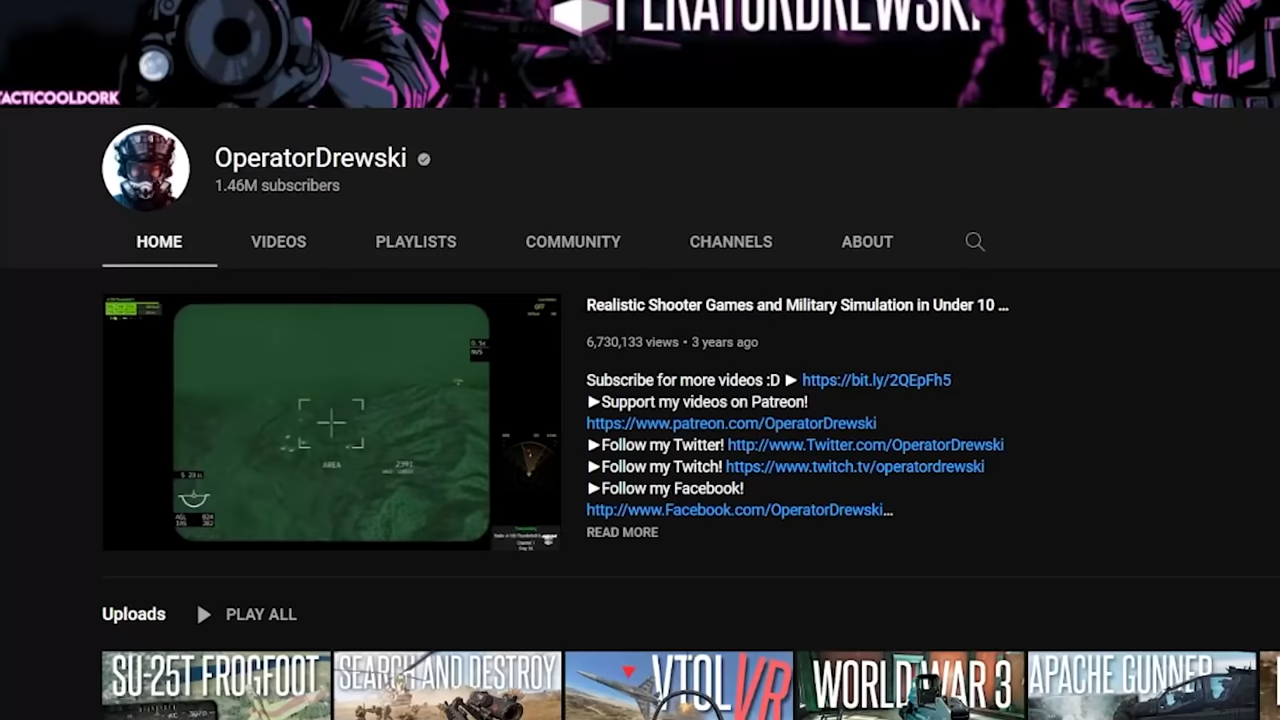 PERATORDREWSKI
TACTICOOLDORK
OperatorDrewski
1.46M subscribers
HOME VIDEOS PLAYLISTS COMMUNITY CHANNELS ABOUT
Realistic Shooter Games and Military Simulation in Under 10 ...
6,730,133 views • 3 years ago
Subscribe for more videos :D ► https://bit.ly/2QEpFh5
►Support my videos on Patreon!
https://www.patreon.com/OperatorDrewski
►Follow my Twitter! http://www.Twitter.com/OperatorDrewski
►Follow my Twitch! https://www.twitch.tv/operatordrewski
►Follow my Facebook!
http://www.Facebook.com/OperatorDrewski...
READ MORE
AREA 2391
Uploads PLAY ALL
SU-25T FROGFOOT SEARCH AND DESTROY VTOL VR WORLD WAR 3 APACHE GUNNER